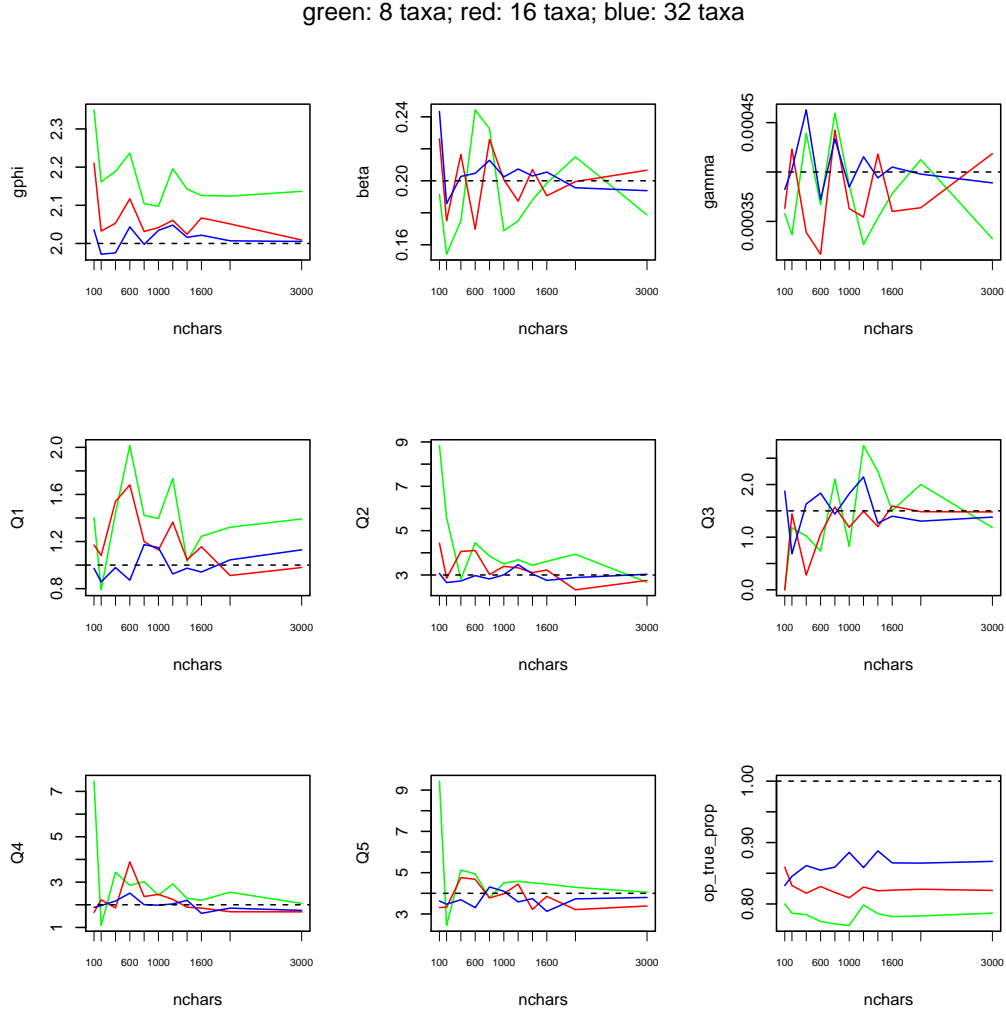 green: 8 taxa; red: 16 taxa; blue: 32 taxa
gphi
2.0 2.1 2.2 2.3
100 600 1000 1600 3000
nchars
beta
0.16 0.20 0.24
100 600 1000 1600 3000
nchars
gamma
0.00035 0.00045
100 600 1000 1600 3000
nchars
Q1
0.8 1.2 1.6 2.0
100 600 1000 1600 3000
nchars
Q2
3 5 7 9
100 600 1000 1600 3000
nchars
Q3
0.0 1.0 2.0
100 600 1000 1600 3000
nchars
Q4
1 3 5 7
100 600 1000 1600 3000
nchars
Q5
3 5 7 9
100 600 1000 1600 3000
nchars
op_true_prop
0.80 0.90 1.00
100 600 1000 1600 3000
nchars